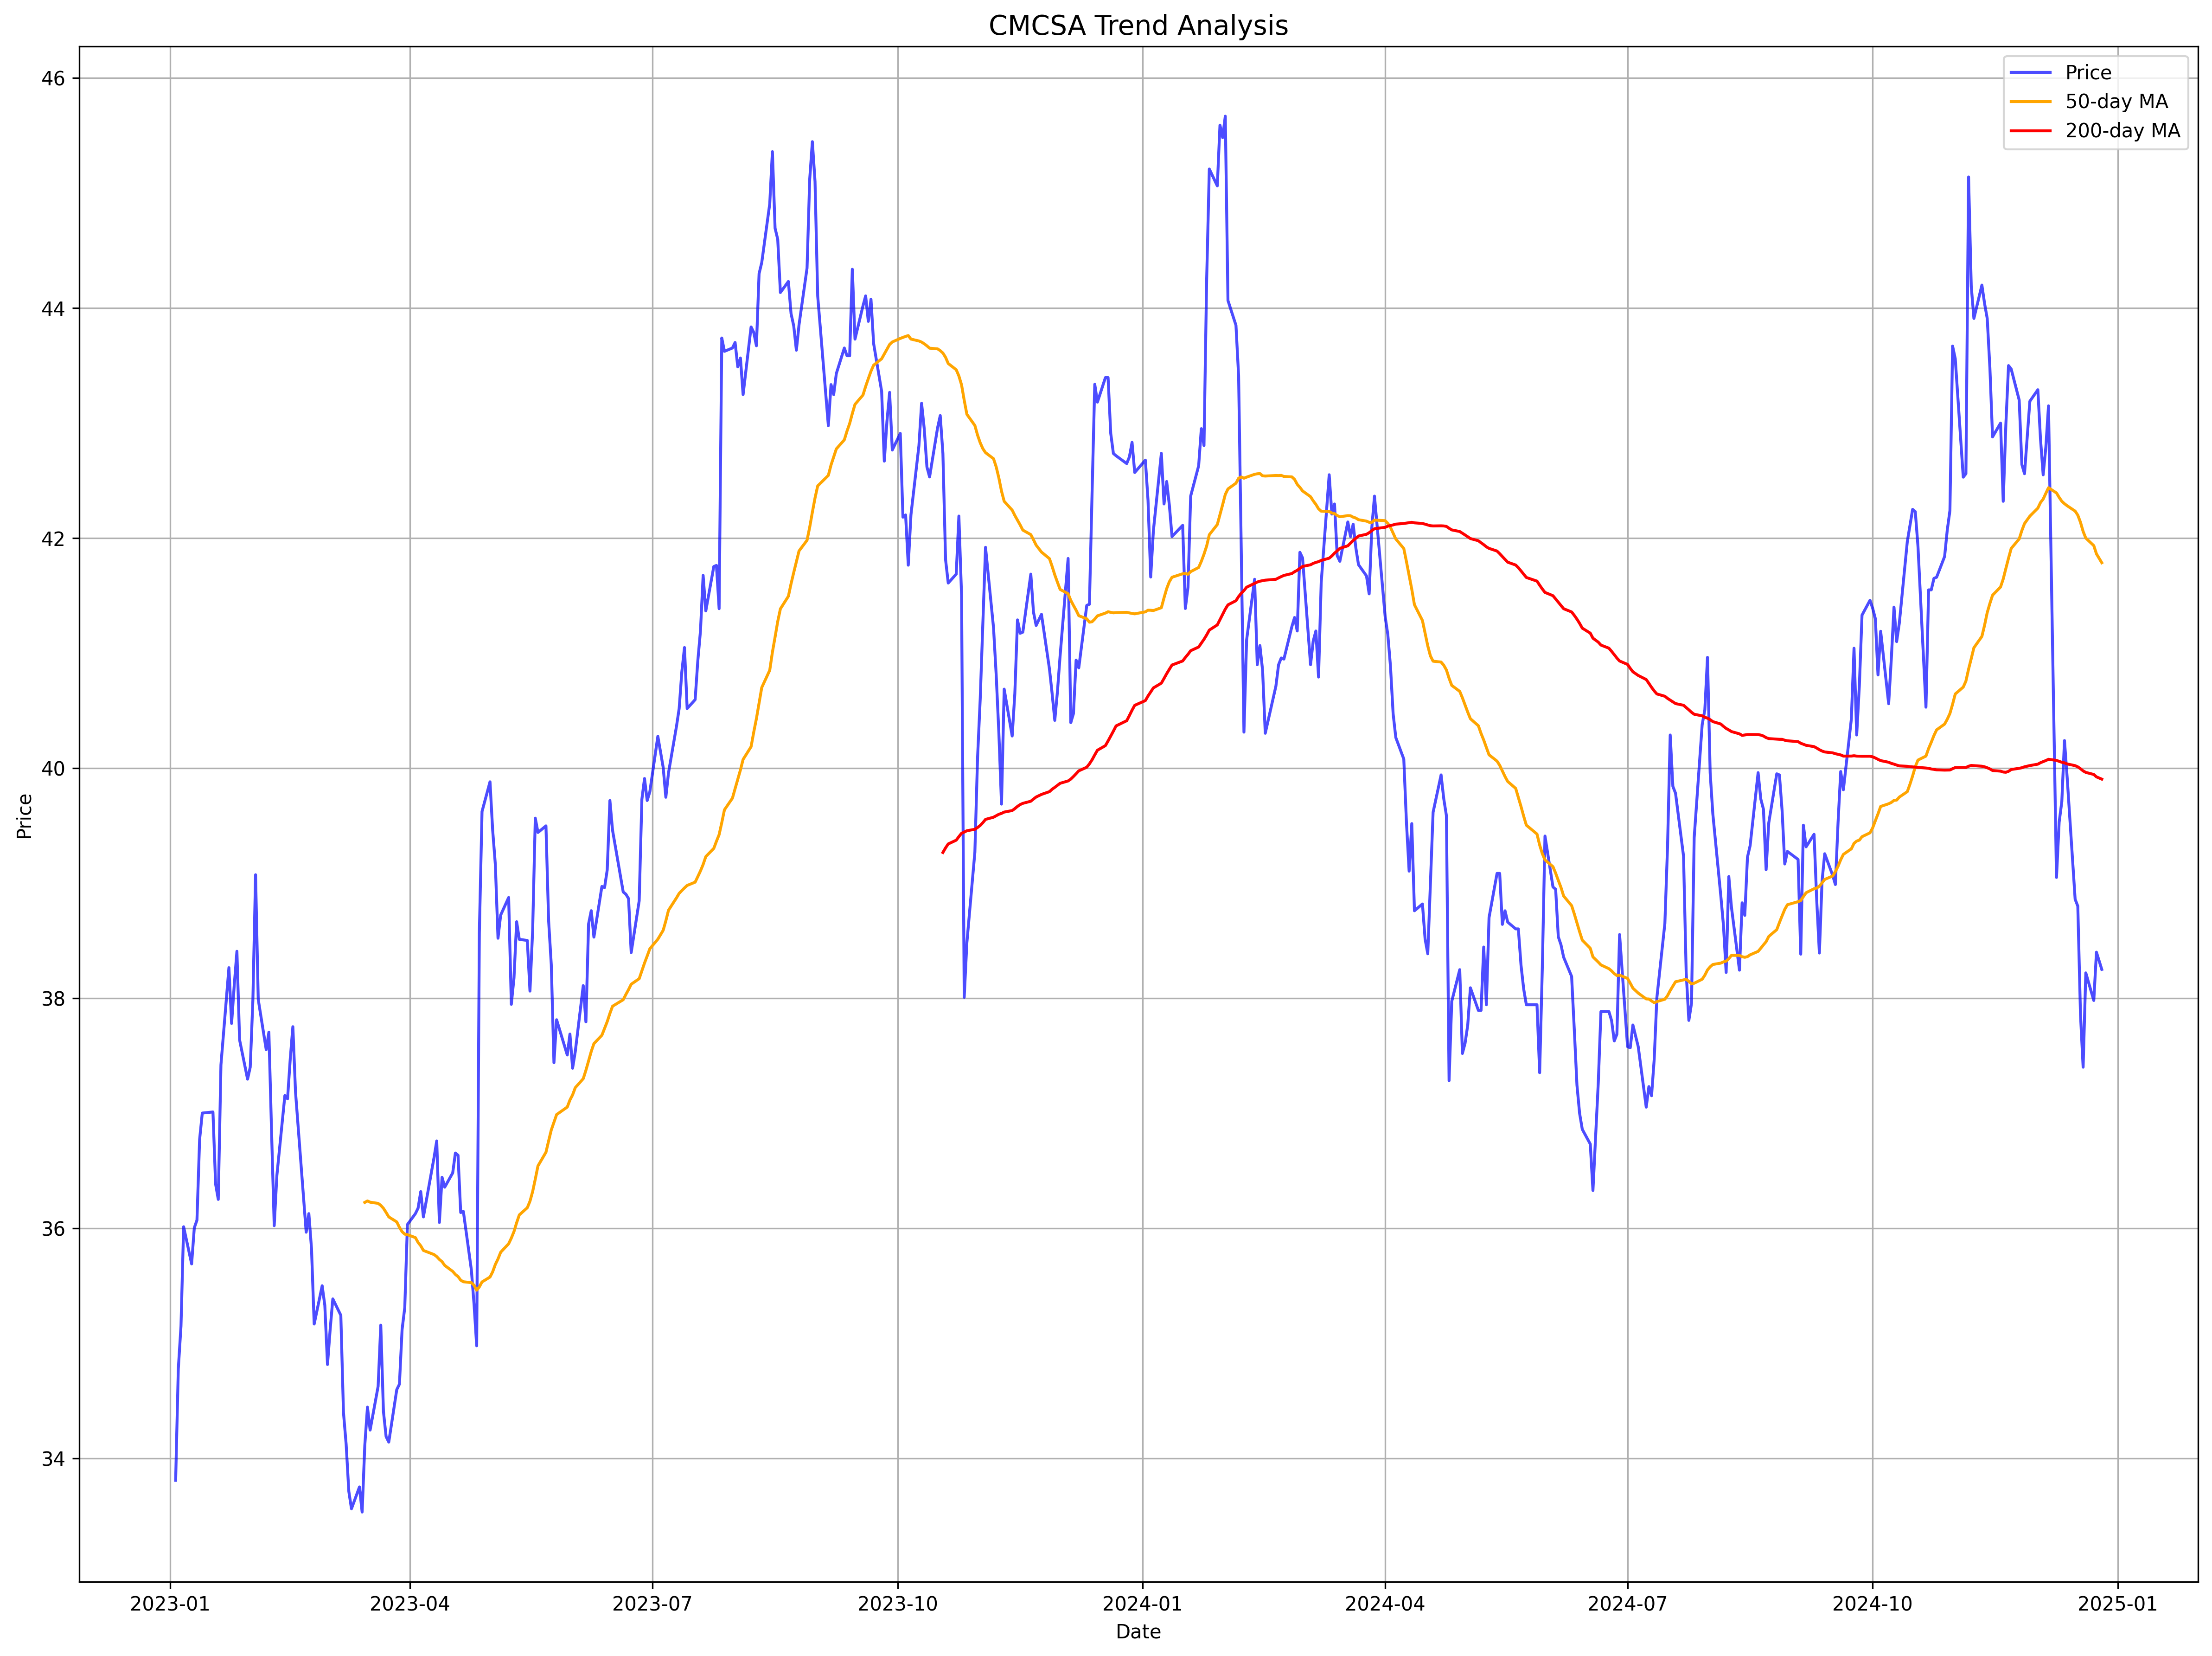 CMCSA Trend Analysis
Price
50-day MA
200-day MA
46
44
42
40
38
36
34
Price
2023-01
2023-04
2023-07
2023-10
2024-01
2024-04
2024-07
2024-10
2025-01
Date